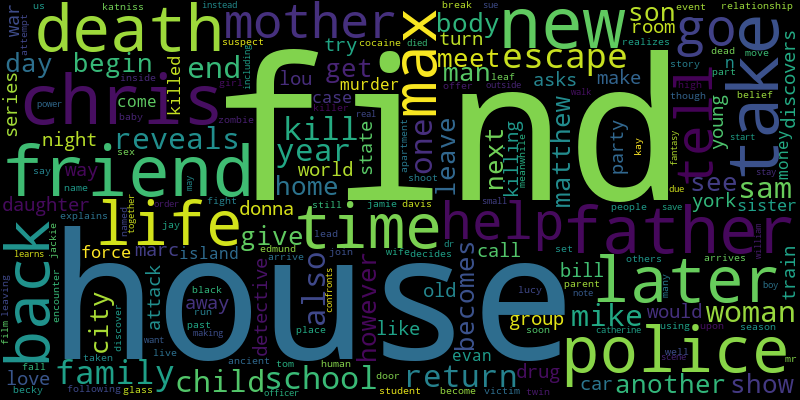 us
katniss
war
death
mother
new
goe
instead
break
sue
event
relationship
attempt
try
cocaine
died
turn
son
room
realizes
suspect
body
max
day
begin
end
lou
get
meet
escape
dead
move
story
n
part
take
series
inside
chris
killed
including
girl
man
leaf
asks
make
though
high
tell
discovers
power
come
baby
killer
case
murder
offer
outside
belief
zombie
real
walk
night
reveals
kill
state
one
next
killing
meanwhile
matthew
party
kay
fantasy
young
start
find
sex
year
apartment
shoot
leave
see
money
say
way
friend
world
home
due
stay
sam
name
may
daughter
order
fight
still
jamie
davis
small
people
save
york
sister
life
together
named
donna
time
help
father
william
jackie
explains
jay
give
lead
wife
decides
dr
call
set
others
arrives
train
back
learns
force
marc
island
edmund
arrive
join
confronts
also
however
becomes
bill
parent
note
later
boy
encounter
city
attack
away
detective
black
run
past
making
house
place
old
lucy
group
soon
mike
many
would
woman
film
leaving
discover
want
like
catherine
using
upon
season
fall
taken
live
ancient
tom
human
door
evan
drug
police
well
scene
mr
love
family
child
school
return
car
another
show
becky
following
glass
officer
student
become
victim
twin